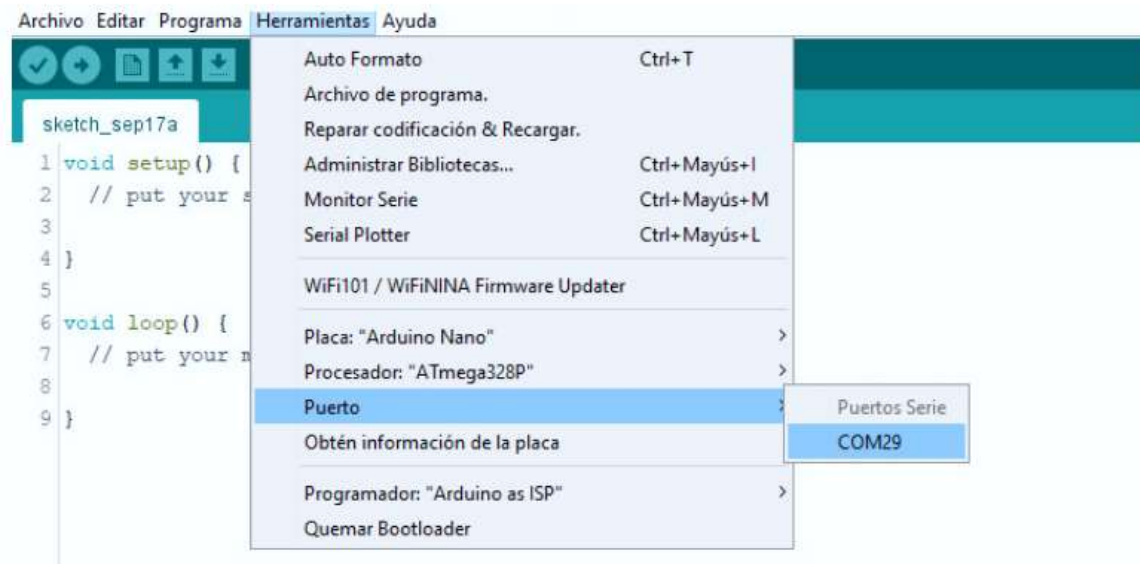 Archivo Editar Programa Herramientas Ayuda
sketch_sep17a
1 void setup() {
2 // put your s
3
4 }
5
6 void loop() {
7 // put your m
8
9 }
Auto Formato Ctrl+T
Archivo de programa.
Reparar codificación & Recargar.
Administrar Bibliotecas... Ctrl+Mayús+I
Monitor Serie Ctrl+Mayús+M
Serial Plotter Ctrl+Mayús+L
WiFi101 / WiFiNINA Firmware Updater
Placa: "Arduino Nano"
Procesador: "ATmega328P"
Puerto
Obtén información de la placa
Programador: "Arduino as ISP"
Quemar Bootloader
Puertos Serie
COM29